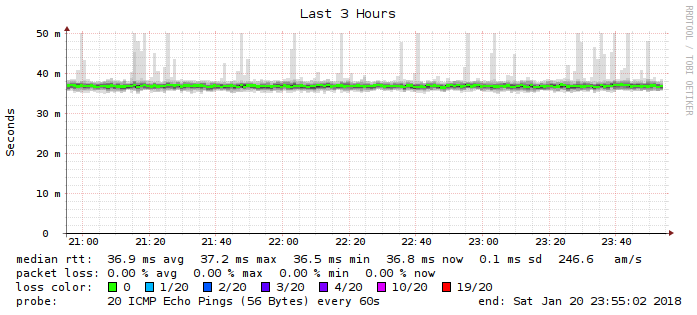 Last 3 Hours
RRDTOOL / TOBI OETIKER
Seconds
50 m
40 m
30 m
20 m
10 m
0
21:00 21:20 21:40 22:00 22:20 22:40 23:00 23:20 23:40
median rtt: 36.9 ms avg 37.2 ms max 36.5 ms min 36.8 ms now 0.1 ms sd 246.6 am/s
packet loss: 0.00 % avg 0.00 % max 0.00 % min 0.00 % now
loss color: 0 1/20 2/20 3/20 4/20 10/20 19/20
probe: 20 ICMP Echo Pings (56 Bytes) every 60s end: Sat Jan 20 23:55:02 2018